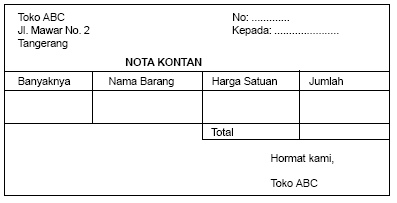 Toko ABC No: .............
Jl. Mawar No. 2 Kepada: ......................
Tangerang
NOTA KONTAN
Banyaknya Nama Barang Harga Satuan Jumlah
Total
Hormat kami,
Toko ABC